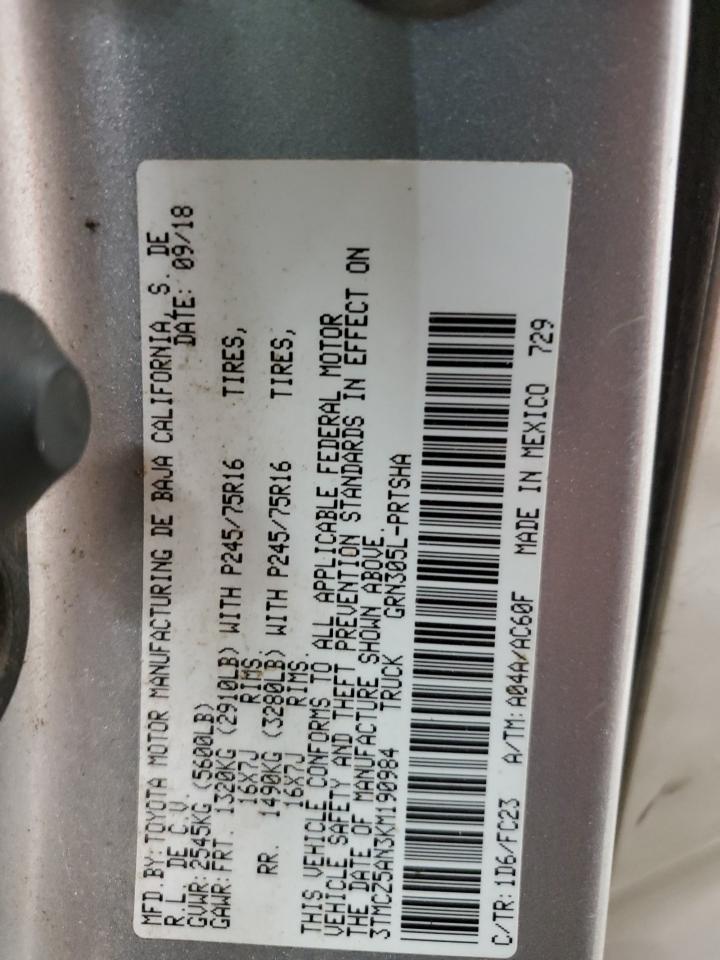 MFD.BY: TOYOTA MOTOR MANUFACTURING DE BAJA CALIFORNIA, S. DE
R.L. DE C.V. DATE: 09/18
GVWR: 2545KG (5600LB)
GAWR: FRT. 1320KG (2910LB) WITH P245/75R16 TIRES,
16X7J RIMS.
RR. 1490KG (3280LB) WITH P245/75R16 TIRES,
16X7J RIMS.
THIS VEHICLE CONFORMS TO ALL APPLICABLE FEDERAL MOTOR
VEHICLE SAFETY AND THEFT PREVENTION STANDARDS IN EFFECT ON
THE DATE OF MANUFACTURE SHOWN ABOVE.
3TMCZ5AN3KM190984 TRUCK GRN305L-PRTSHA
C/TR: 1D6/FC23 A/TM: A04A/AC60F MADE IN MEXICO 729